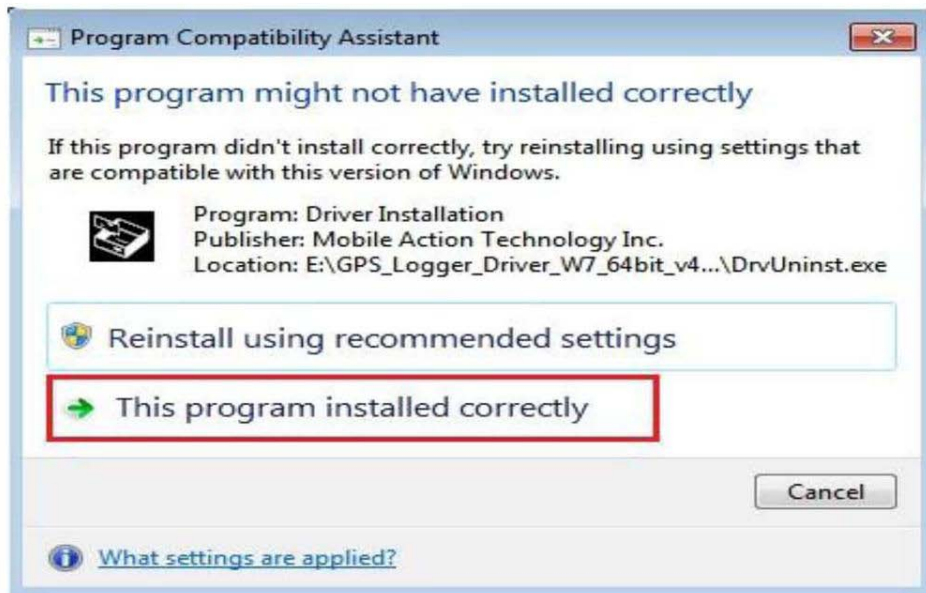 Program Compatibility Assistant
This program might not have installed correctly
If this program didn't install correctly, try reinstalling using settings that
are compatible with this version of Windows.
Program: Driver Installation
Publisher: Mobile Action Technology Inc.
Location: E:\GPS_Logger_Driver_W7_64bit_v4...\DrvUninst.exe
Reinstall using recommended settings
This program installed correctly
Cancel
What settings are applied?